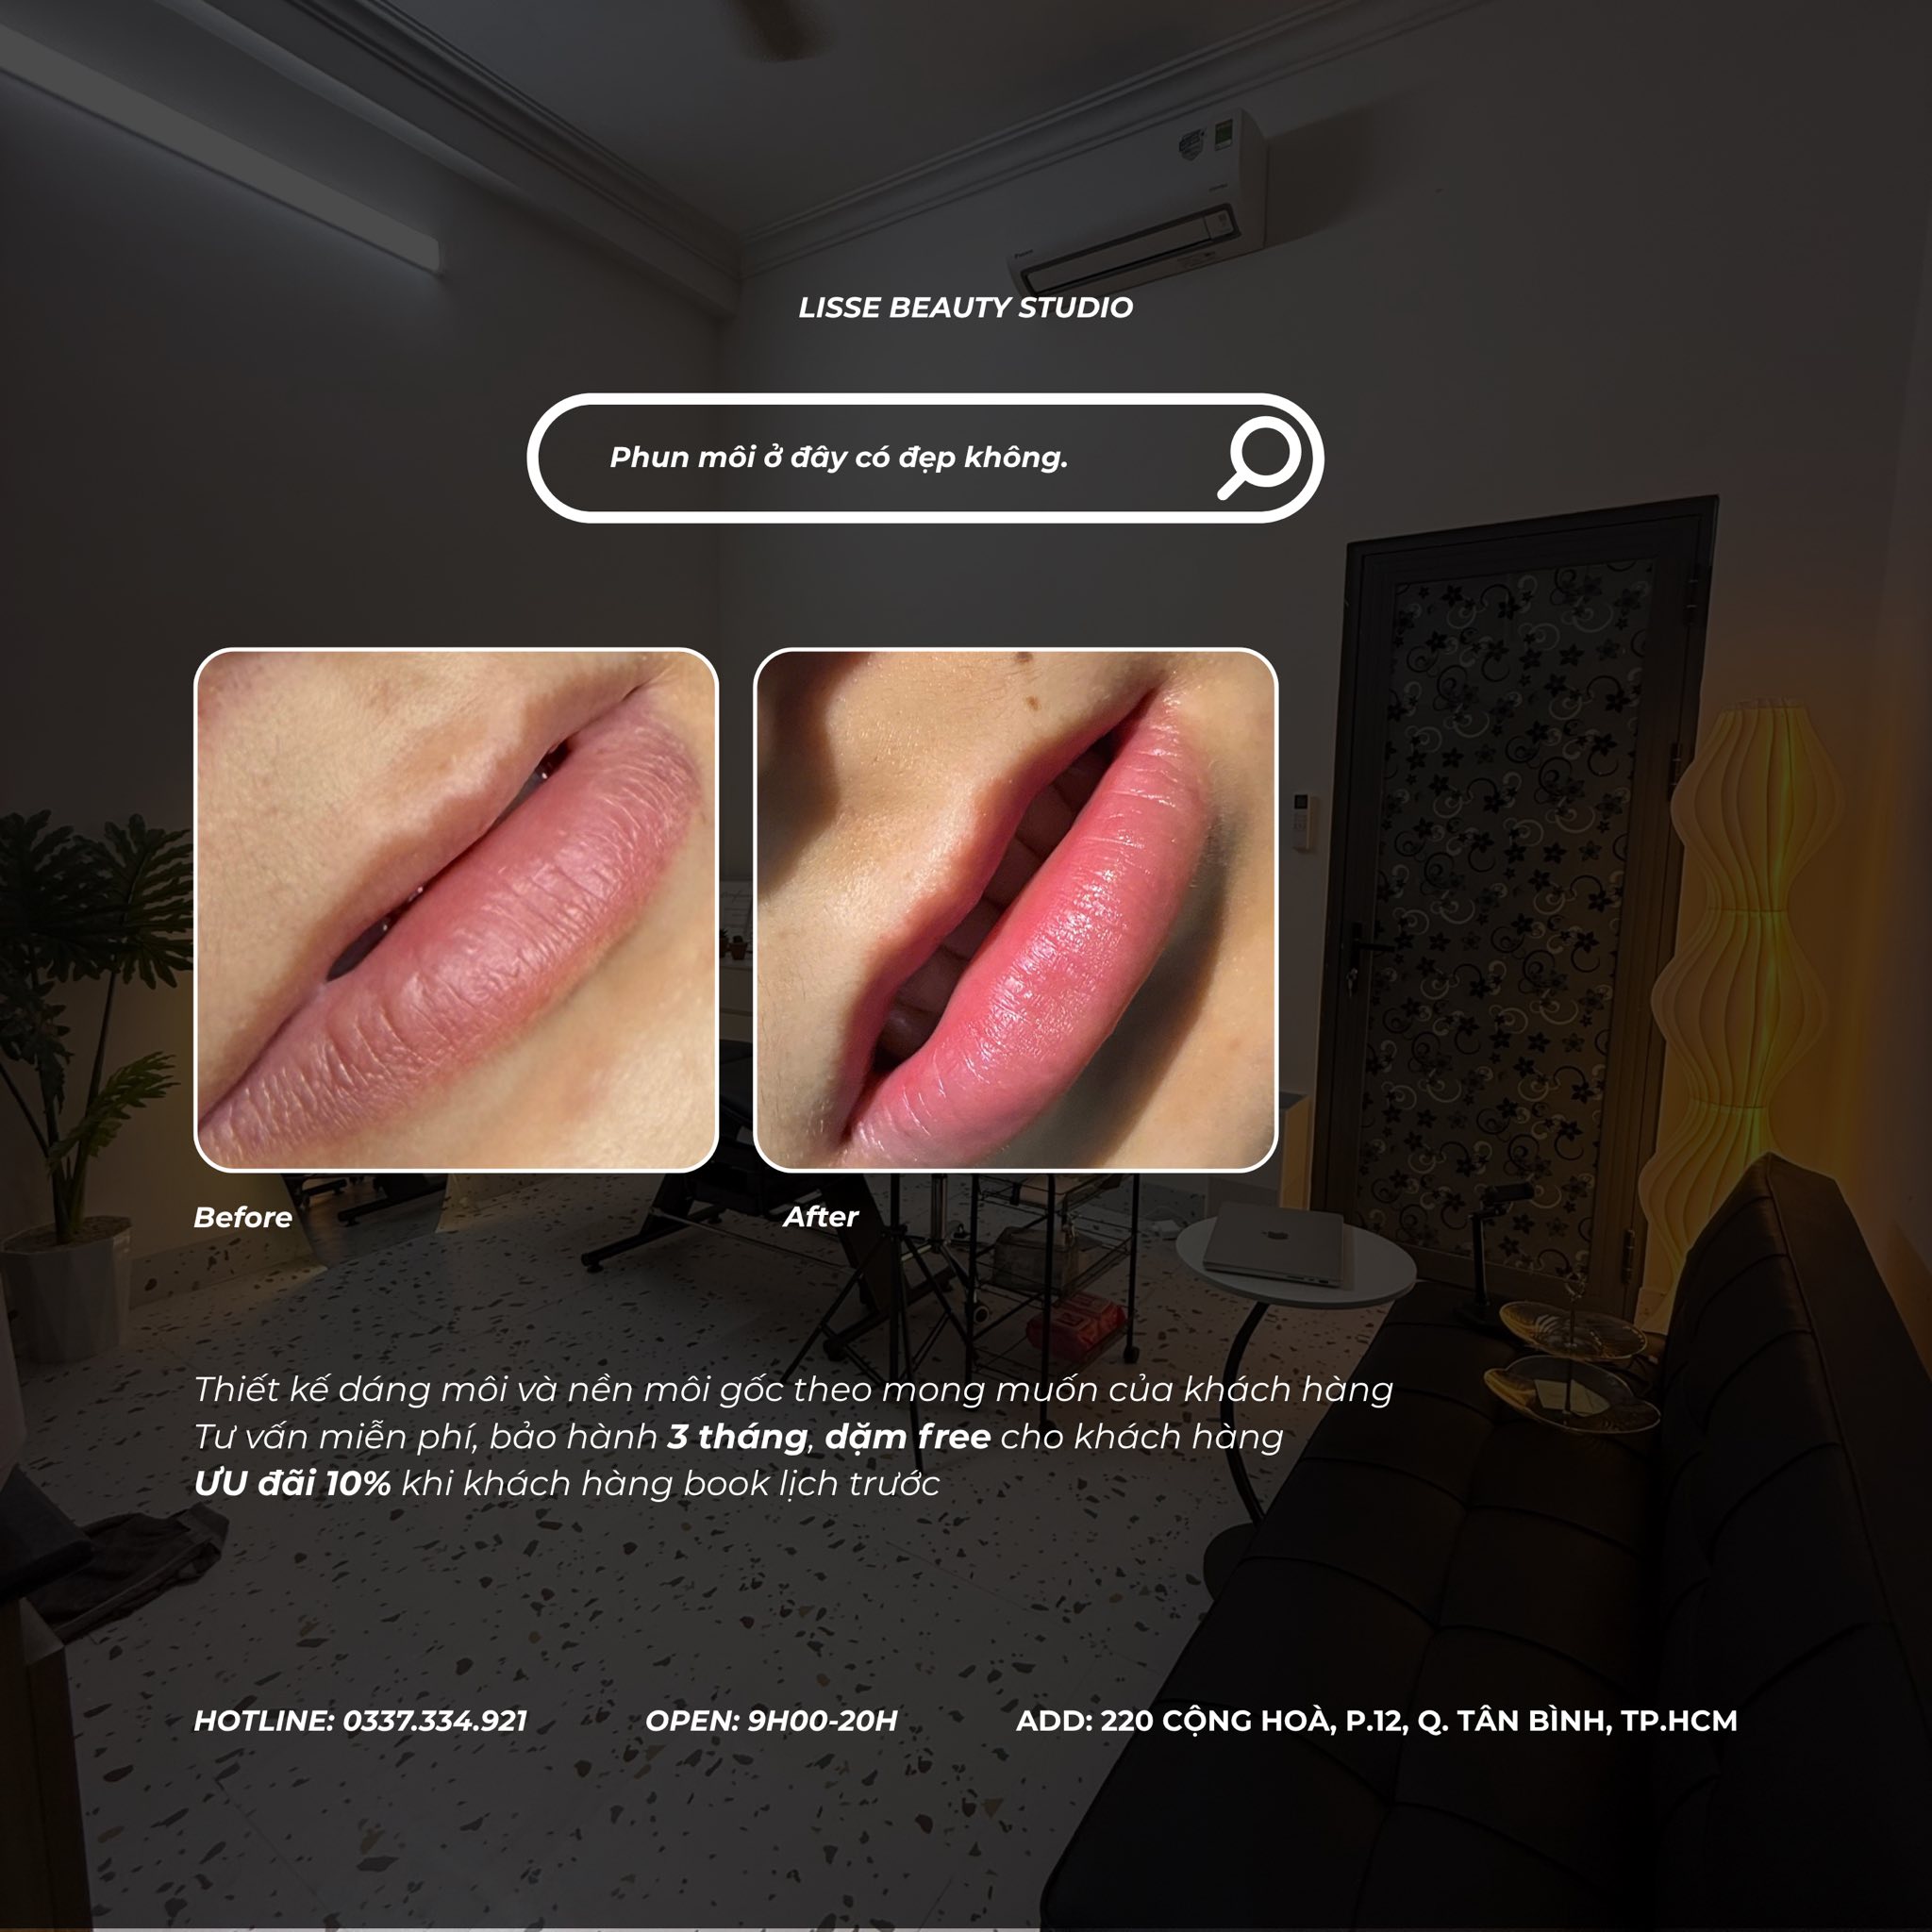 LISSE BEAUTY STUDIO
Phun môi ở đây có đẹp không.
Before
After
Thiết kế dáng môi và nền môi gốc theo mong muốn của khách hàng
Tư vấn miễn phí, bảo hành 3 tháng, dặm free cho khách hàng
ƯU đãi 10% khi khách hàng book lịch trước
HOTLINE: 0337.334.921
OPEN: 9H00-20H
ADD: 220 CỘNG HOÀ, P.12, Q. TÂN BÌNH, TP.HCM